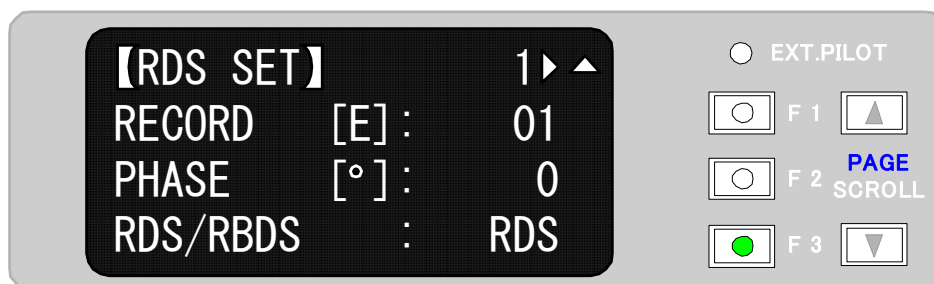 【RDS SET】 1▷ ▲
RECORD [E]: 01
PHASE [°]: 0
RDS/RBDS : RDS
EXT.PILOT
F 1
F 2
PAGE
SCROLL
F 3